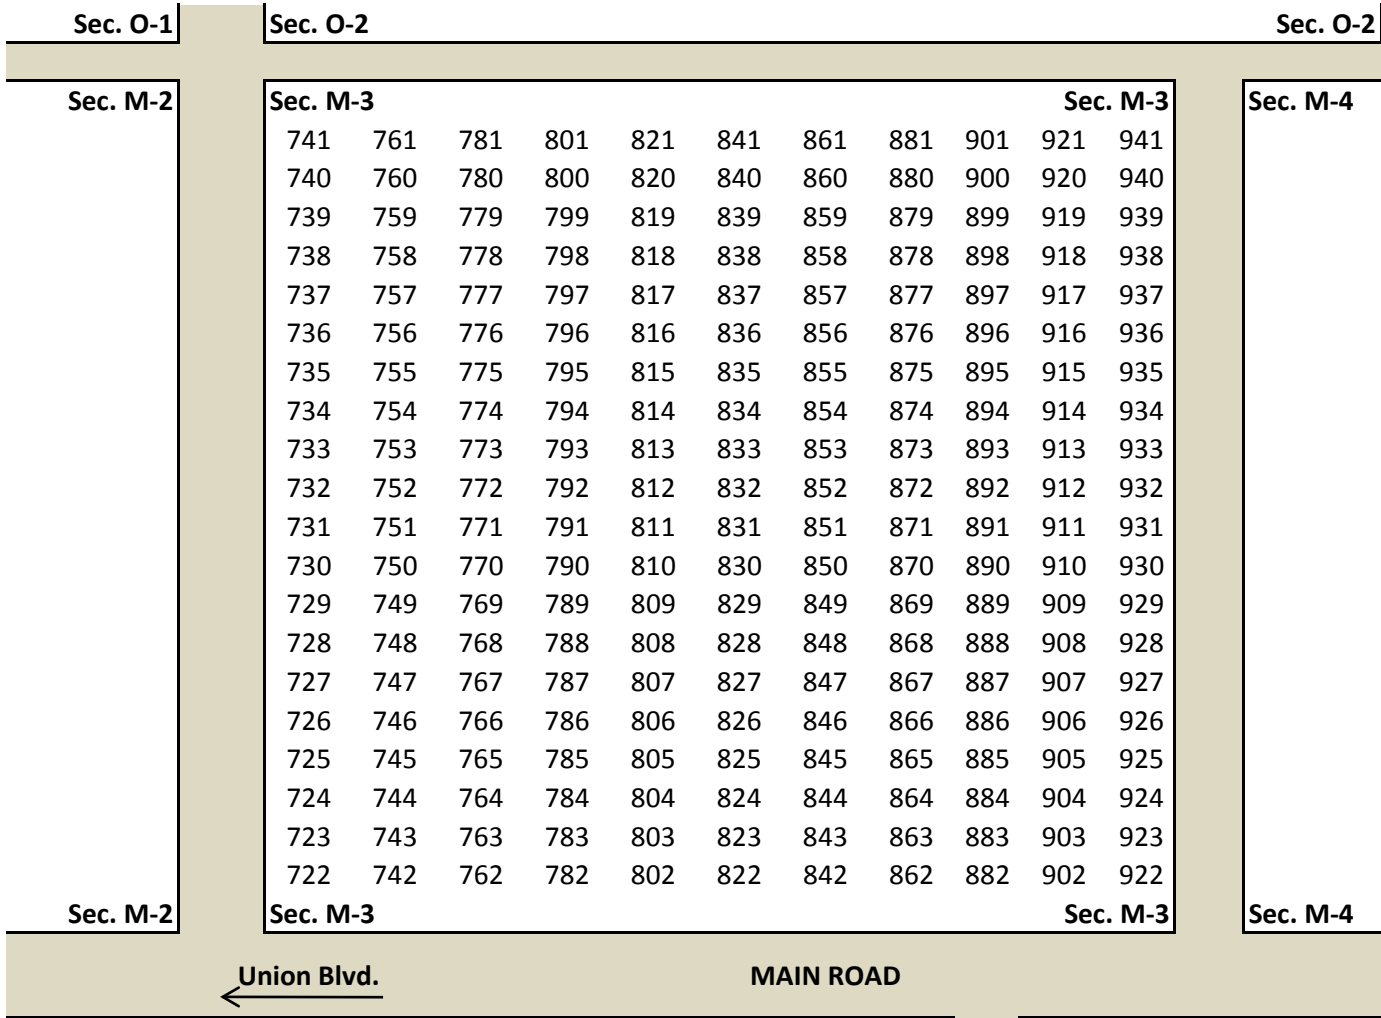 Sec. O-1 Sec. O-2 Sec. O-2
Sec. M-2 Sec. M-3 Sec. M-3 Sec. M-4
741 761 781 801 821 841 861 881 901 921 941
740 760 780 800 820 840 860 880 900 920 940
739 759 779 799 819 839 859 879 899 919 939
738 758 778 798 818 838 858 878 898 918 938
737 757 777 797 817 837 857 877 897 917 937
736 756 776 796 816 836 856 876 896 916 936
735 755 775 795 815 835 855 875 895 915 935
734 754 774 794 814 834 854 874 894 914 934
733 753 773 793 813 833 853 873 893 913 933
732 752 772 792 812 832 852 872 892 912 932
731 751 771 791 811 831 851 871 891 911 931
730 750 770 790 810 830 850 870 890 910 930
729 749 769 789 809 829 849 869 889 909 929
728 748 768 788 808 828 848 868 888 908 928
727 747 767 787 807 827 847 867 887 907 927
726 746 766 786 806 826 846 866 886 906 926
725 745 765 785 805 825 845 865 885 905 925
724 744 764 784 804 824 844 864 884 904 924
723 743 763 783 803 823 843 863 883 903 923
722 742 762 782 802 822 842 862 882 902 922
Sec. M-2 Sec. M-3 Sec. M-3 Sec. M-4
Union Blvd. MAIN ROAD